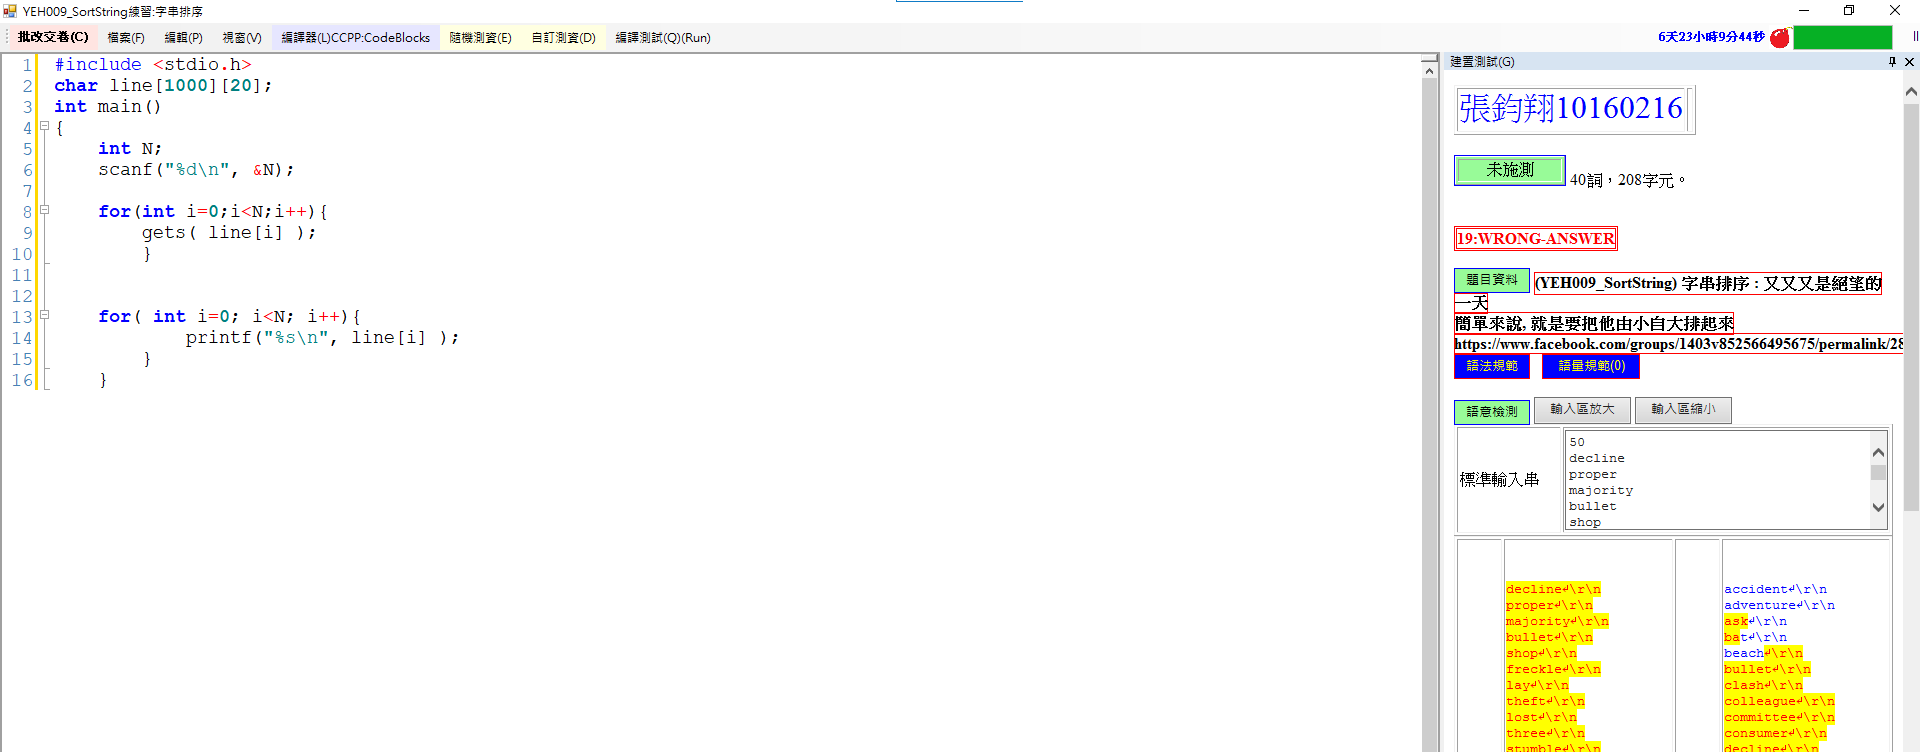 YEH009_SortString練習:字串排序
批改交卷(C) 檔案(F) 編輯(P) 視窗(V) 編譯器(L)CCPP:CodeBlocks 隨機測資(E) 自訂測資(D) 編譯測試(Q)(Run) 6天23小時9分44秒
1 #include <stdio.h>
2 char line[1000][20];
3 int main()
4 {
5 int N;
6 scanf("%d\n", &N);
7
8 for(int i=0;i<N;i++){
9 gets( line[i] );
10 }
11
12
13 for( int i=0; i<N; i++){
14 printf("%s\n", line[i] );
15 }
16 }
建置測試(G)
張鈞翔10160216
未施測 40詞，208字元。
19:WRONG-ANSWER
題目資料 (YEH009_SortString) 字串排序 : 又又又是絕望的
一天
簡單來說, 就是要把他由小自大排起來
https://www.facebook.com/groups/1403v852566495675/permalink/28
語法規範 語量規範(0)
語意檢測 輸入區放大 輸入區縮小
標準輸入串
50
decline
proper
majority
bullet
shop
decline↲\r\n
proper↲\r\n
majority↲\r\n
bullet↲\r\n
shop↲\r\n
freckle↲\r\n
lay↲\r\n
theft↲\r\n
lost↲\r\n
three↲\r\n
stumble↲\r\n
accident↲\r\n
adventure↲\r\n
ask↲\r\n
bat↲\r\n
beach↲\r\n
bullet↲\r\n
clash↲\r\n
colleague↲\r\n
committee↲\r\n
consumer↲\r\n
decline↲\r\n